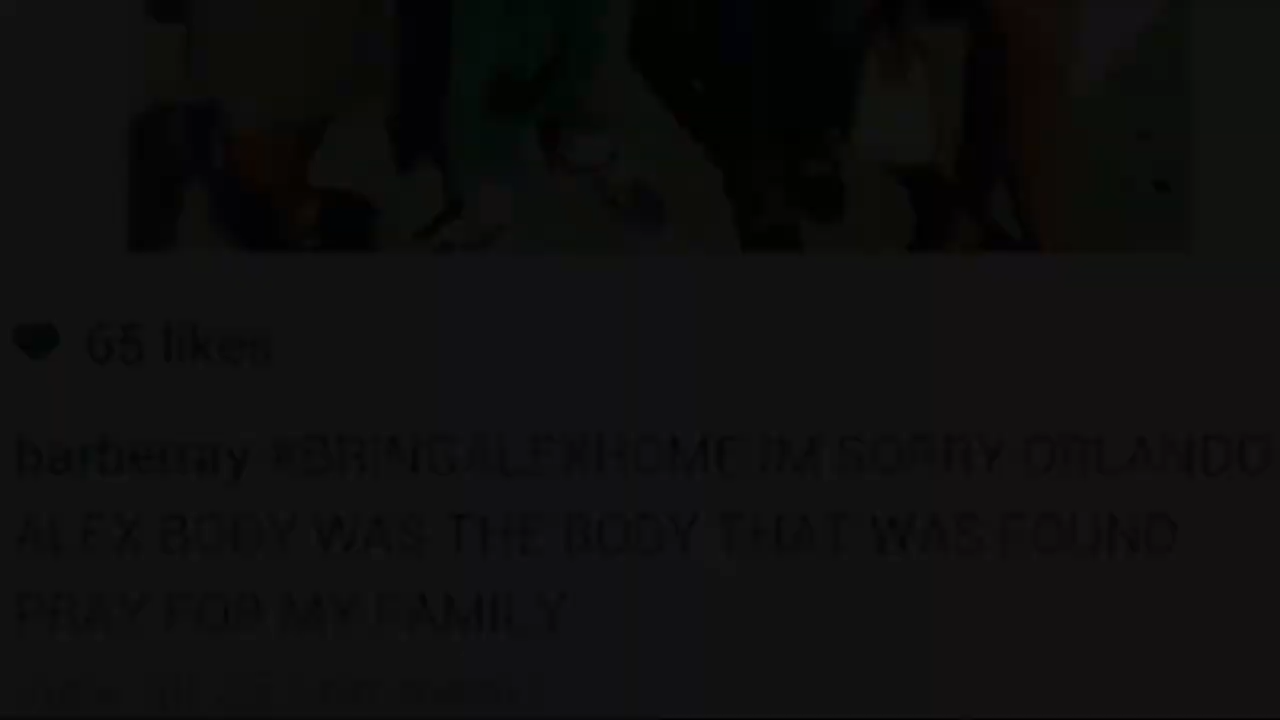 65 likes
barberray #BRINGALEXHOME IM SORRY ORLANDO
ALEX BODY WAS THE BODY THAT WAS FOUND
PRAY FOR MY FAMILY